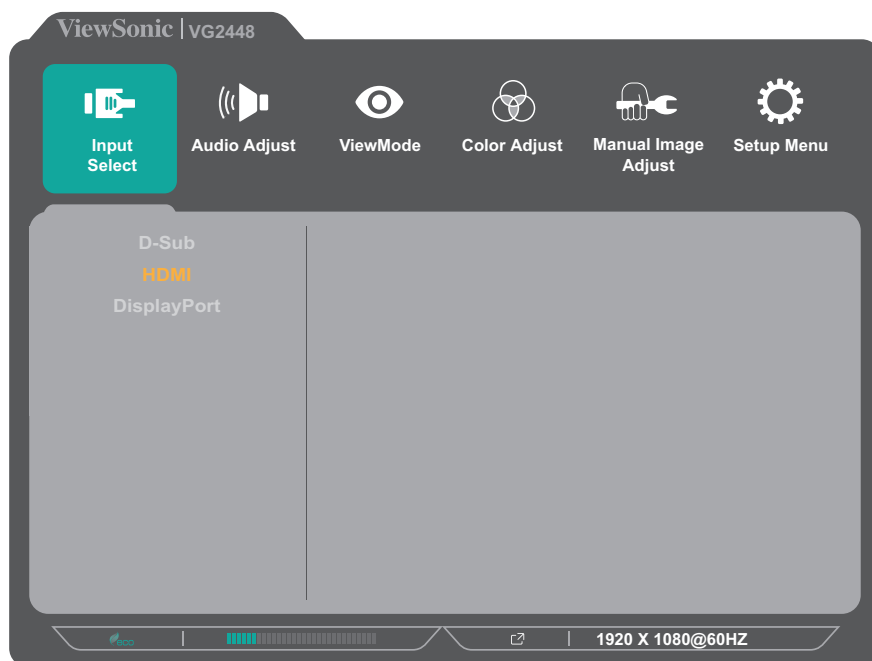 ViewSonic VG2448
Input
Select
Audio Adjust
ViewMode
Color Adjust
Manual Image
Adjust
Setup Menu
D-Sub
HDMI
DisplayPort
eco
1920 X 1080@60HZ